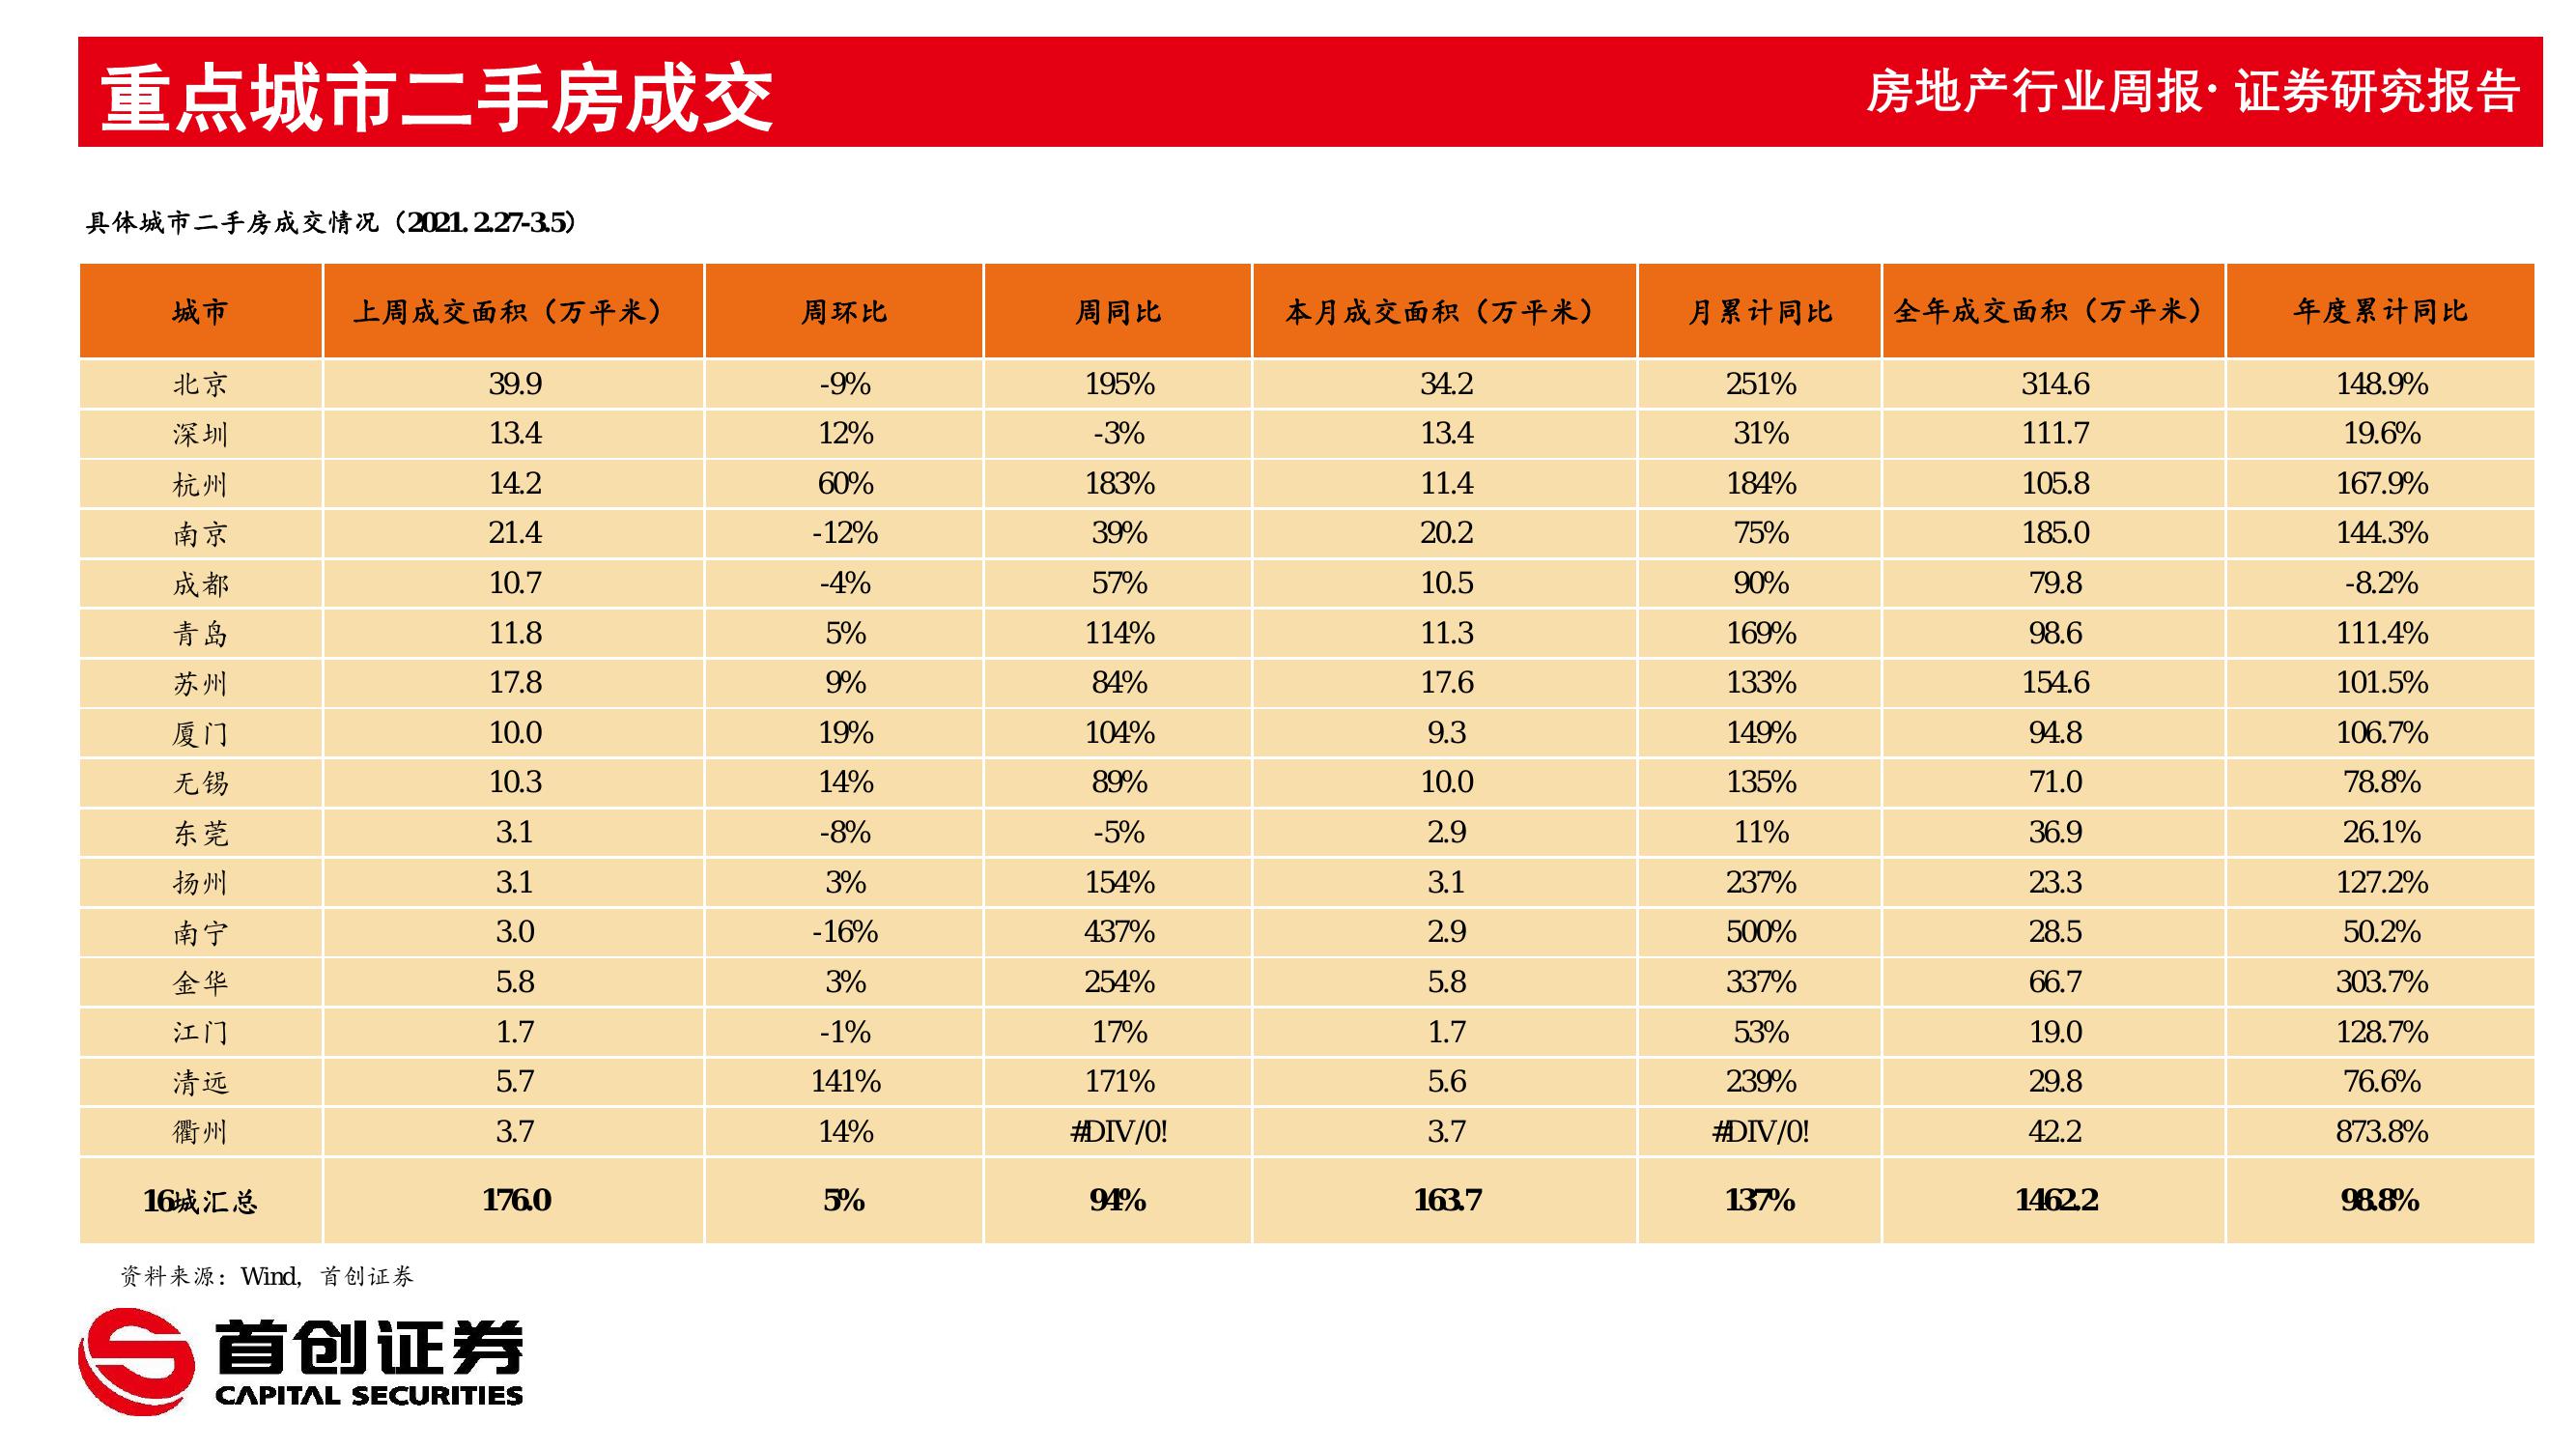 重点城市二手房成交
房地产行业周报· 证券研究报告
具体城市二手房成交情况（2021. 2.27-3.5）
城市 上周成交面积（万平米） 周环比 周同比 本月成交面积（万平米） 月累计同比 全年成交面积（万平米） 年度累计同比
北京 39.9 -9% 195% 34.2 251% 314.6 148.9%
深圳 13.4 12% -3% 13.4 31% 111.7 19.6%
杭州 14.2 60% 183% 11.4 184% 105.8 167.9%
南京 21.4 -12% 39% 20.2 75% 185.0 144.3%
成都 10.7 -4% 57% 10.5 90% 79.8 -8.2%
青岛 11.8 5% 114% 11.3 169% 98.6 111.4%
苏州 17.8 9% 84% 17.6 133% 154.6 101.5%
厦门 10.0 19% 104% 9.3 149% 94.8 106.7%
无锡 10.3 14% 89% 10.0 135% 71.0 78.8%
东莞 3.1 -8% -5% 2.9 11% 36.9 26.1%
扬州 3.1 3% 154% 3.1 237% 23.3 127.2%
南宁 3.0 -16% 437% 2.9 500% 28.5 50.2%
金华 5.8 3% 254% 5.8 337% 66.7 303.7%
江门 1.7 -1% 17% 1.7 53% 19.0 128.7%
清远 5.7 141% 171% 5.6 239% 29.8 76.6%
衢州 3.7 14% #DIV/0! 3.7 #DIV/0! 42.2 873.8%
16城汇总 176.0 5% 94% 163.7 137% 1462.2 98.8%
资料来源：Wind，首创证券
首创证券
CAPITAL SECURITIES